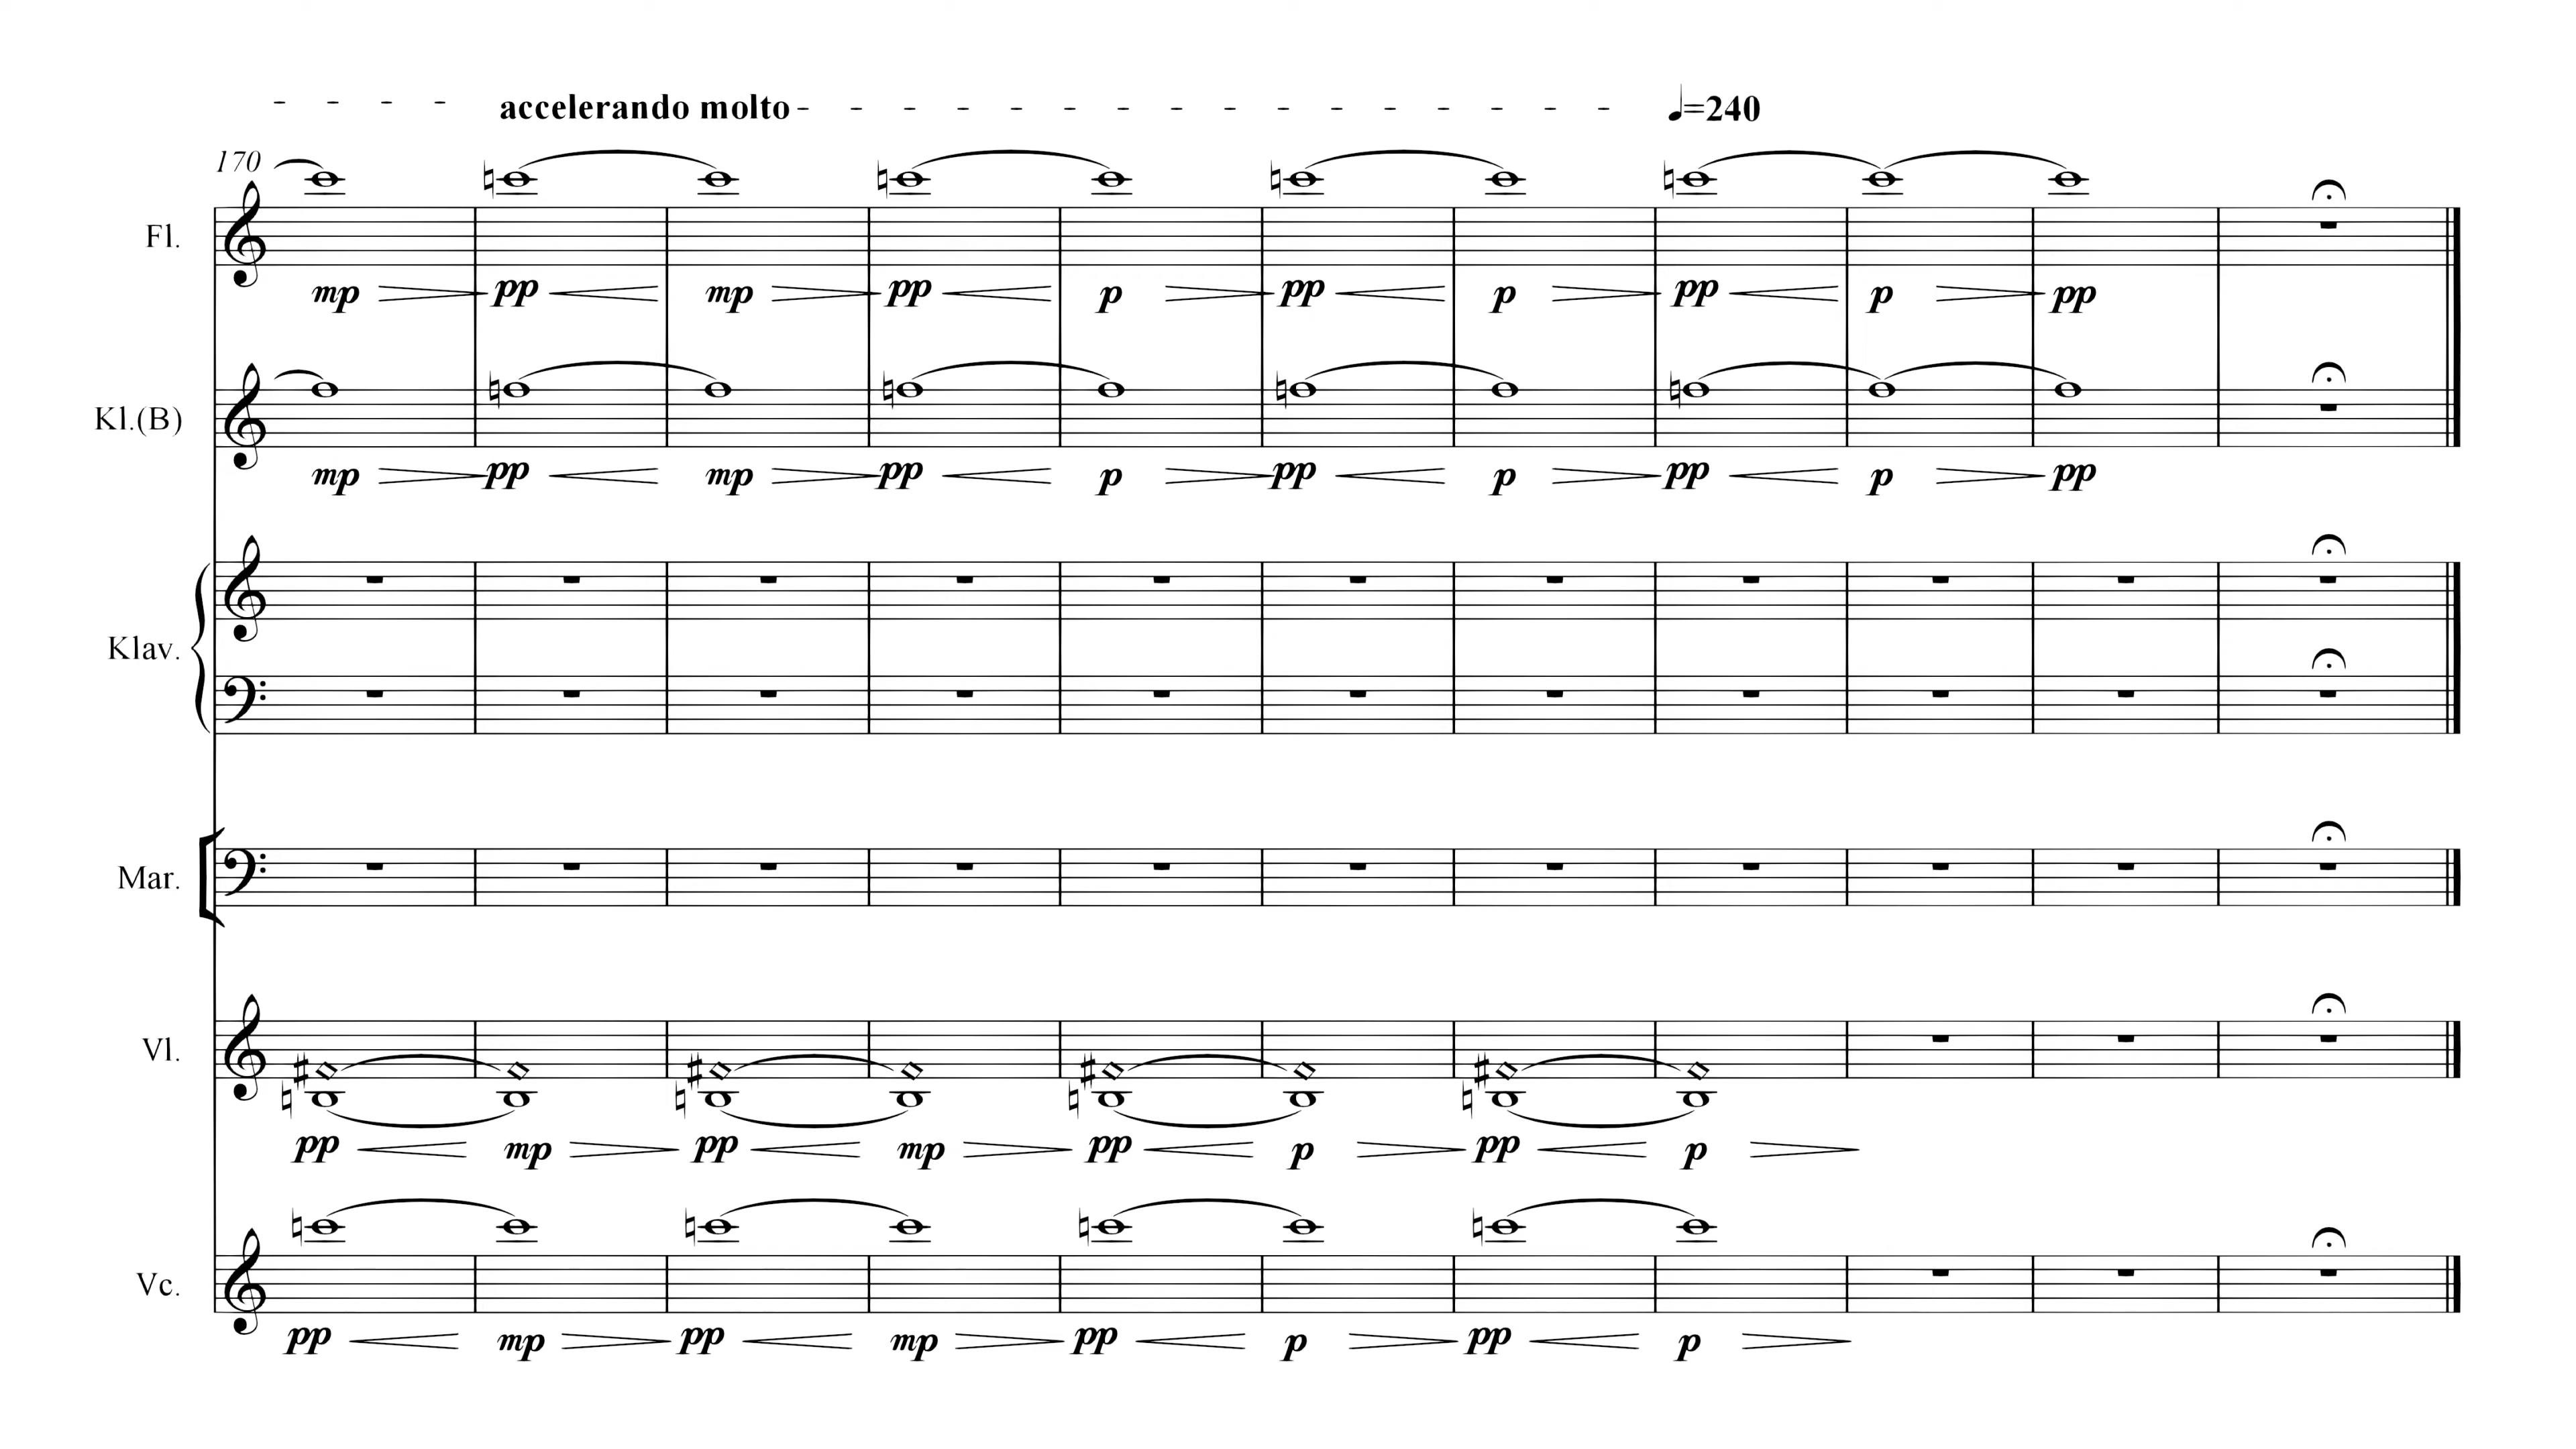 accelerando molto
♩=240
170
Fl.
mp pp mp pp p pp p pp p pp
Kl.(B)
mp pp mp pp p pp p pp p pp
Klav.
Mar.
Vl.
pp mp pp mp pp p pp p
Vc.
pp mp pp mp pp p pp p